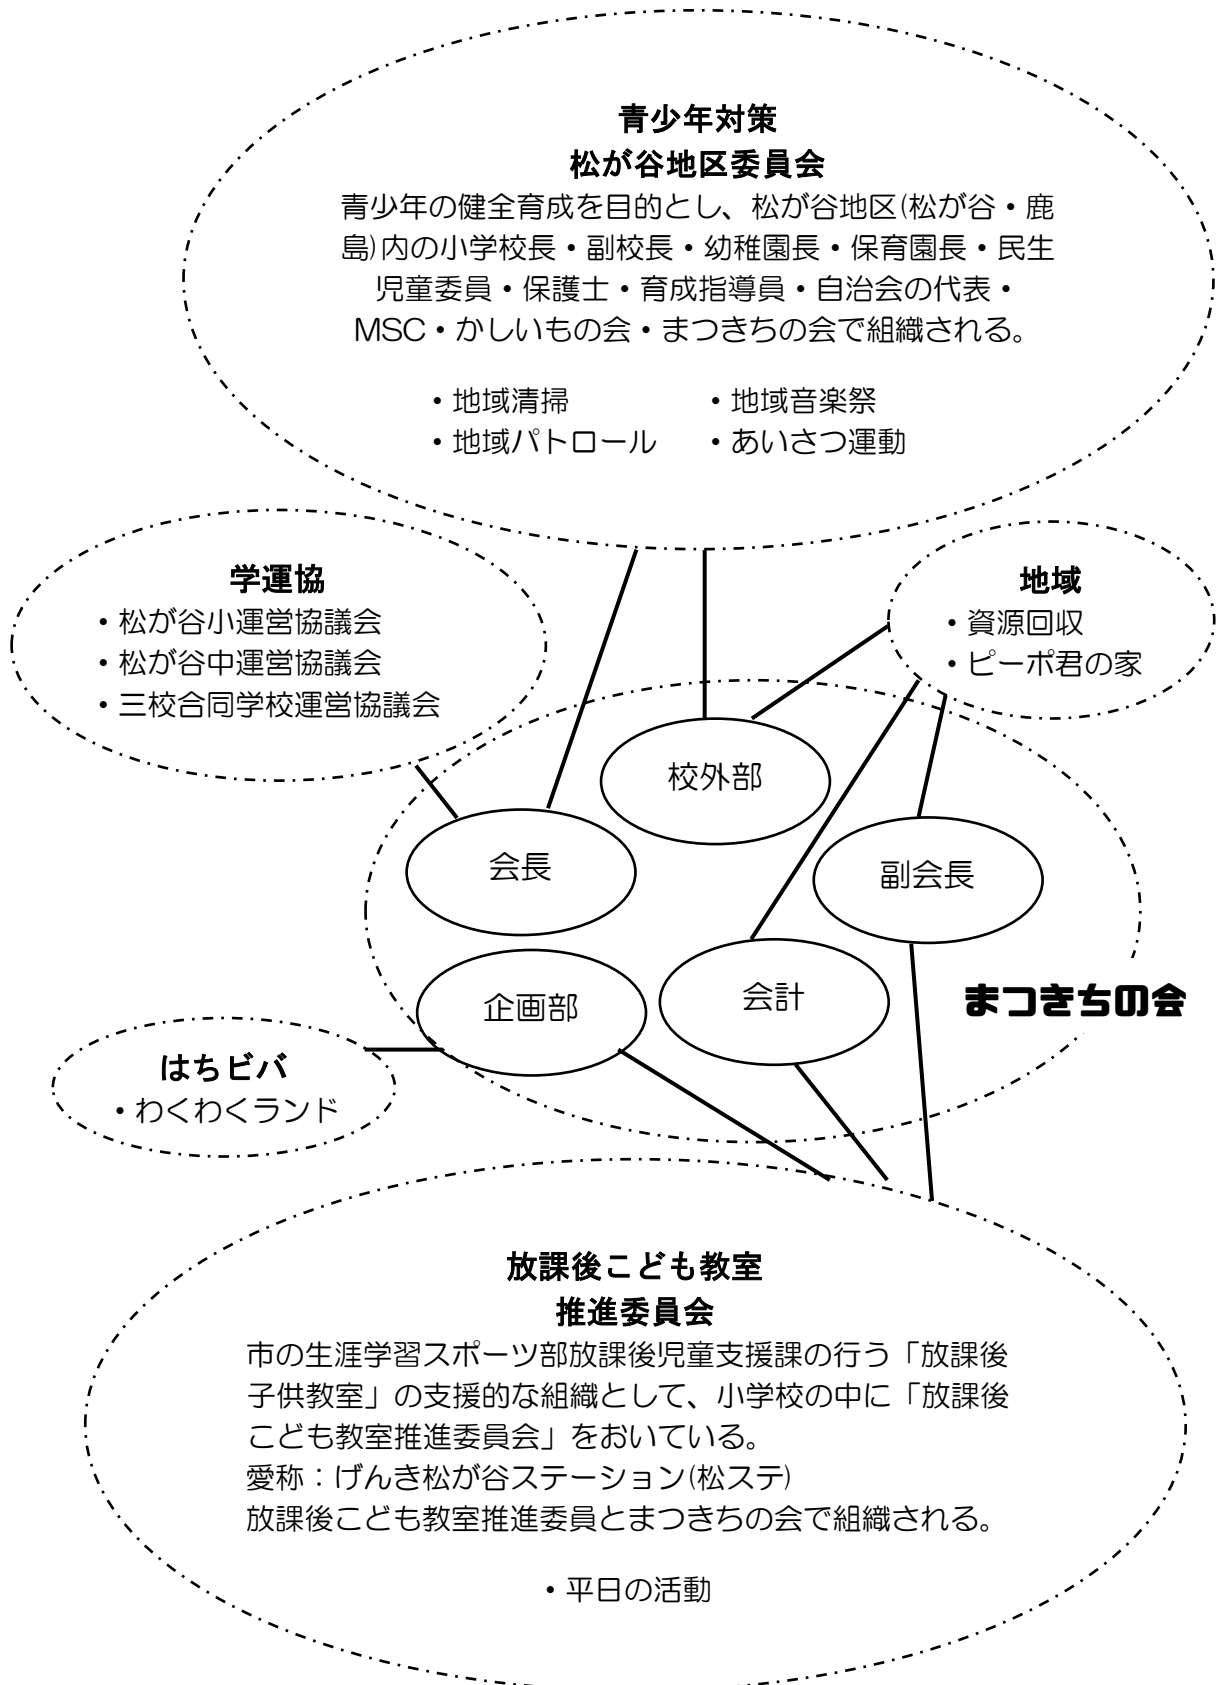 青少年対策
松が谷地区委員会
青少年の健全育成を目的とし、松が谷地区(松が谷・鹿
島)内の小学校長・副校長・幼稚園長・保育園長・民生
児童委員・保護士・育成指導員・自治会の代表・
MSC・かしいもの会・まつきちの会で組織される。
・地域清掃 ・地域音楽祭
・地域パトロール ・あいさつ運動
学運協
・松が谷小運営協議会
・松が谷中運営協議会
・三校合同学校運営協議会
地域
・資源回収
・ピーポ君の家
校外部
会長
副会長
企画部
会計
まつきちの会
はちビバ
・わくわくランド
放課後こども教室
推進委員会
市の生涯学習スポーツ部放課後児童支援課の行う「放課後
子供教室」の支援的な組織として、小学校の中に「放課後
こども教室推進委員会」をおいている。
愛称：げんき松が谷ステーション(松ステ)
放課後こども教室推進委員とまつきちの会で組織される。
・平日の活動